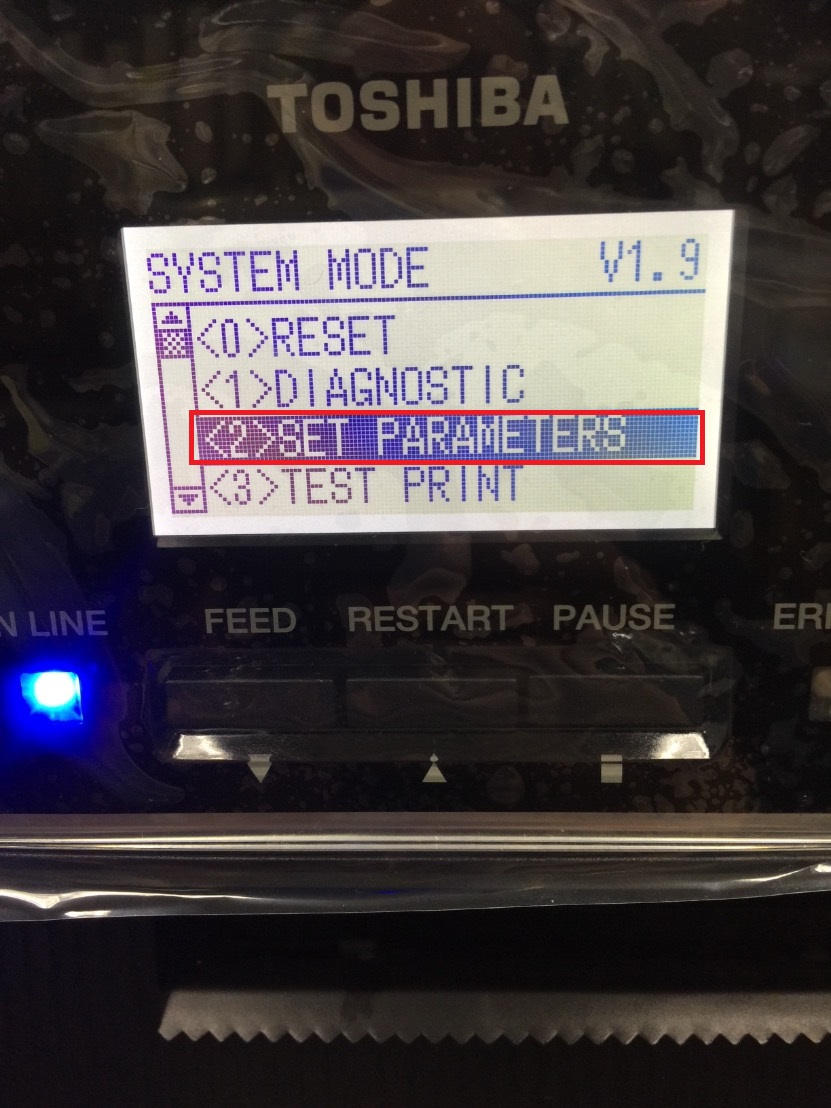 TOSHIBA
SYSTEM MODE V1.9
<0>RESET
<1>DIAGNOSTIC
<2>SET PARAMETERS
<3>TEST PRINT
N LINE FEED RESTART PAUSE ERR